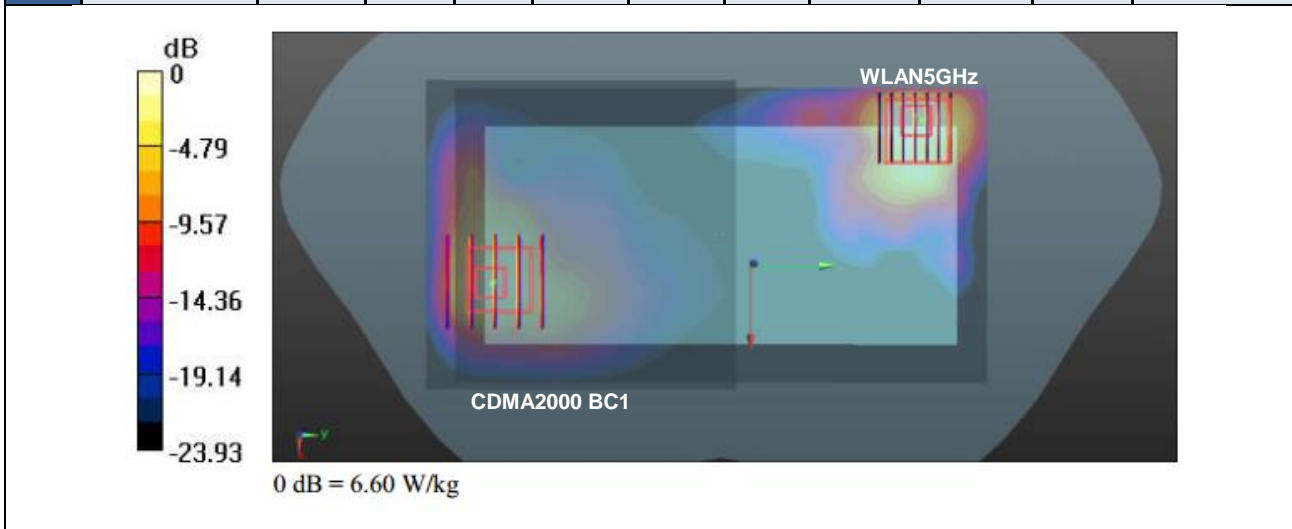 dB
0
-4.79
-9.57
-14.36
-19.14
-23.93
WLAN5GHz
CDMA2000 BC1
y
0 dB = 6.60 W/kg